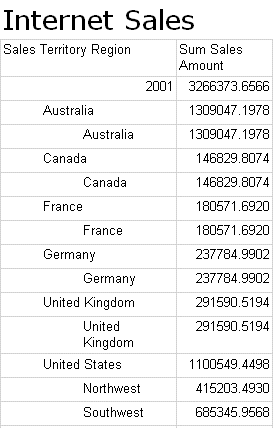 Internet Sales
Sales Territory Region Sum Sales
Amount
2001 3266373.6566
Australia 1309047.1978
Australia 1309047.1978
Canada 146829.8074
Canada 146829.8074
France 180571.6920
France 180571.6920
Germany 237784.9902
Germany 237784.9902
United Kingdom 291590.5194
United 291590.5194
Kingdom
United States 1100549.4498
Northwest 415203.4930
Southwest 685345.9568